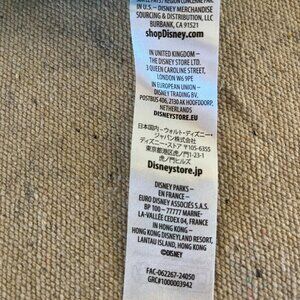 IN U.S. – DISNEY MERCHANDISE
SOURCING & DISTRIBUTION, LLC
BURBANK, CA 91521
shopDisney.com
IN UNITED KINGDOM –
THE DISNEY STORE LTD.
3 QUEEN CAROLINE STREET,
LONDON W6 9PE
IN EUROPEAN UNION –
DISNEY TRADING BV,
POSTBUS 406, 2130 AK HOOFDDORP,
NETHERLANDS
DISNEYSTORE.EU
日本国内－ウォルト・ディズニー・
ジャパン株式会社
ディズニーストア 〒105-6355
東京都港区虎ノ門1-23-1
虎ノ門ヒルズ
Disneystore.jp
DISNEY PARKS –
EN FRANCE –
EURO DISNEY ASSOCIÉS S.A.S.
BP 100 – 77777 MARNE-
LA-VALLÉE CEDEX 04, FRANCE
IN HONG KONG –
HONG KONG DISNEYLAND RESORT,
LANTAU ISLAND, HONG KONG
©DISNEY
FAC-062267-24050
GRC#1000003942